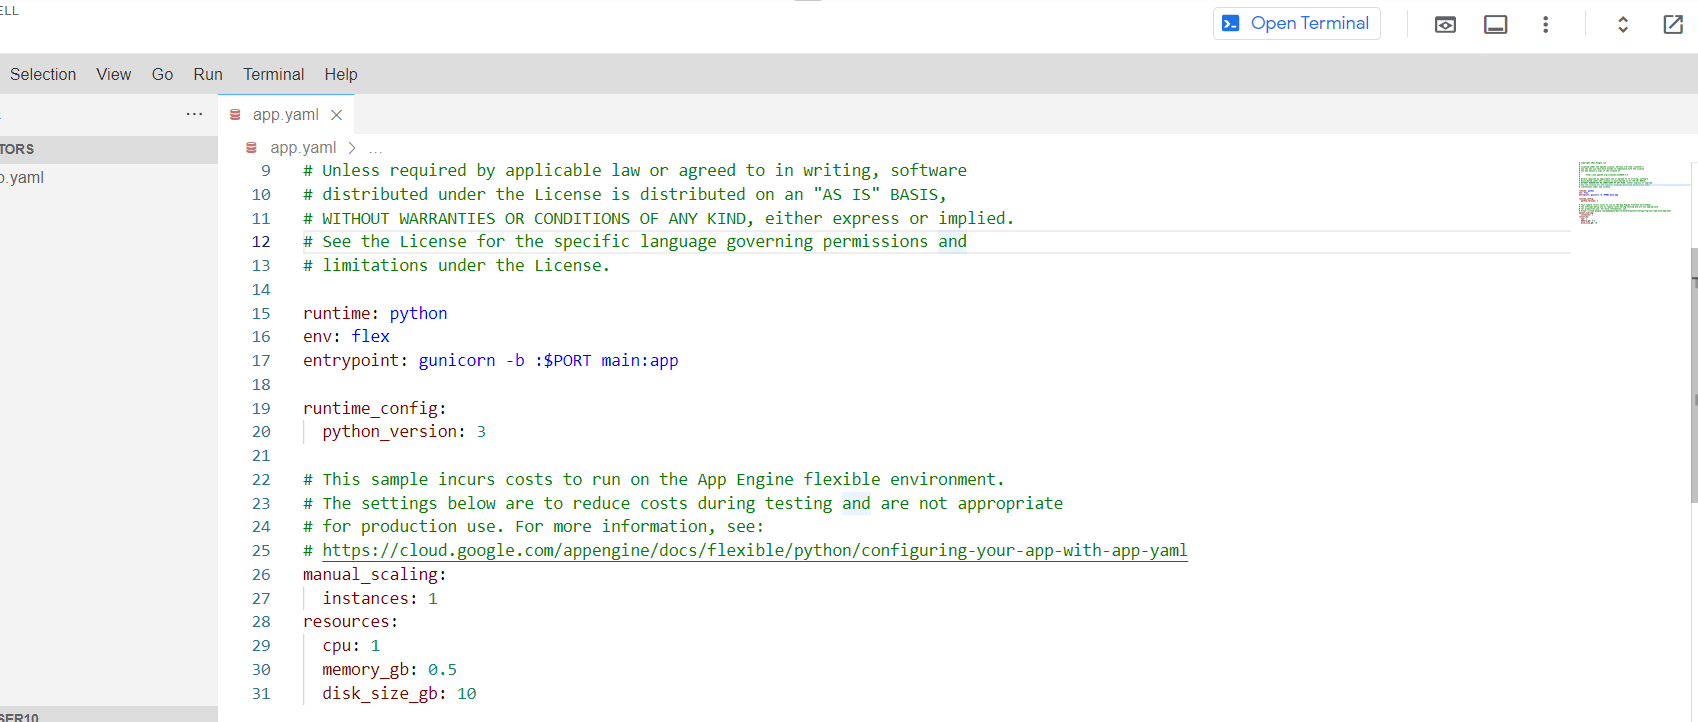 ELL
Open Terminal
Selection View Go Run Terminal Help
app.yaml
TORS
app.yaml > ...
o.yaml
9 # Unless required by applicable law or agreed to in writing, software
10 # distributed under the License is distributed on an "AS IS" BASIS,
11 # WITHOUT WARRANTIES OR CONDITIONS OF ANY KIND, either express or implied.
12 # See the License for the specific language governing permissions and
13 # limitations under the License.
14
15 runtime: python
16 env: flex
17 entrypoint: gunicorn -b :$PORT main:app
18
19 runtime_config:
20 python_version: 3
21
22 # This sample incurs costs to run on the App Engine flexible environment.
23 # The settings below are to reduce costs during testing and are not appropriate
24 # for production use. For more information, see:
25 # https://cloud.google.com/appengine/docs/flexible/python/configuring-your-app-with-app-yaml
26 manual_scaling:
27 instances: 1
28 resources:
29 cpu: 1
30 memory_gb: 0.5
31 disk_size_gb: 10
SER10